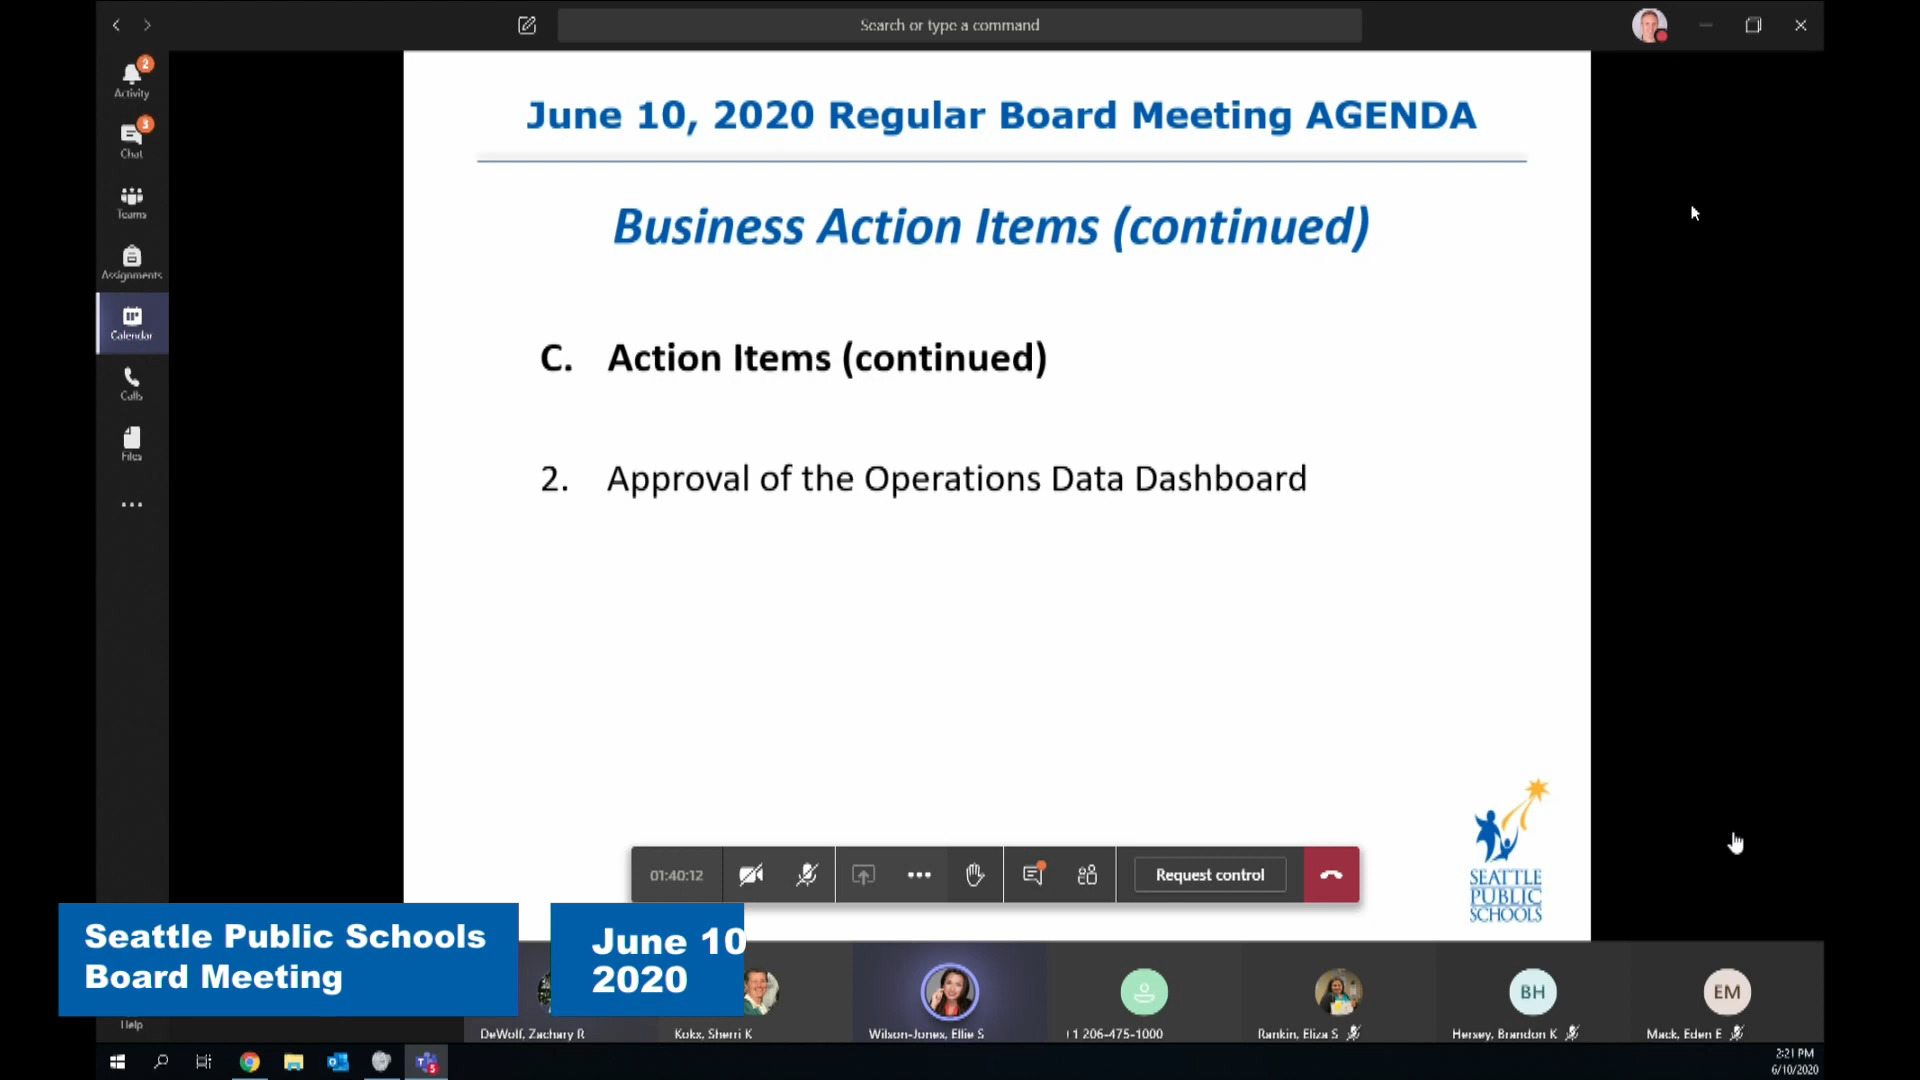 Search or type a command
2
Activity
3
Chat
Teams
Assignments
Calendar
Calls
Files
June 10, 2020 Regular Board Meeting AGENDA
Business Action Items (continued)
C. Action Items (continued)
2. Approval of the Operations Data Dashboard
SEATTLE
PUBLIC
SCHOOLS
01:40:12
Request control
Seattle Public Schools
Board Meeting
June 10
2020
Help
BH
EM
DeWolf, Zachary R
Kokx, Sherri K
Wilson-Jones, Ellie S
+1 206-475-1000
Rankin, Eliza S
Hersey, Brandon K
Mack, Eden E
T
5
2:21 PM
6/10/2020